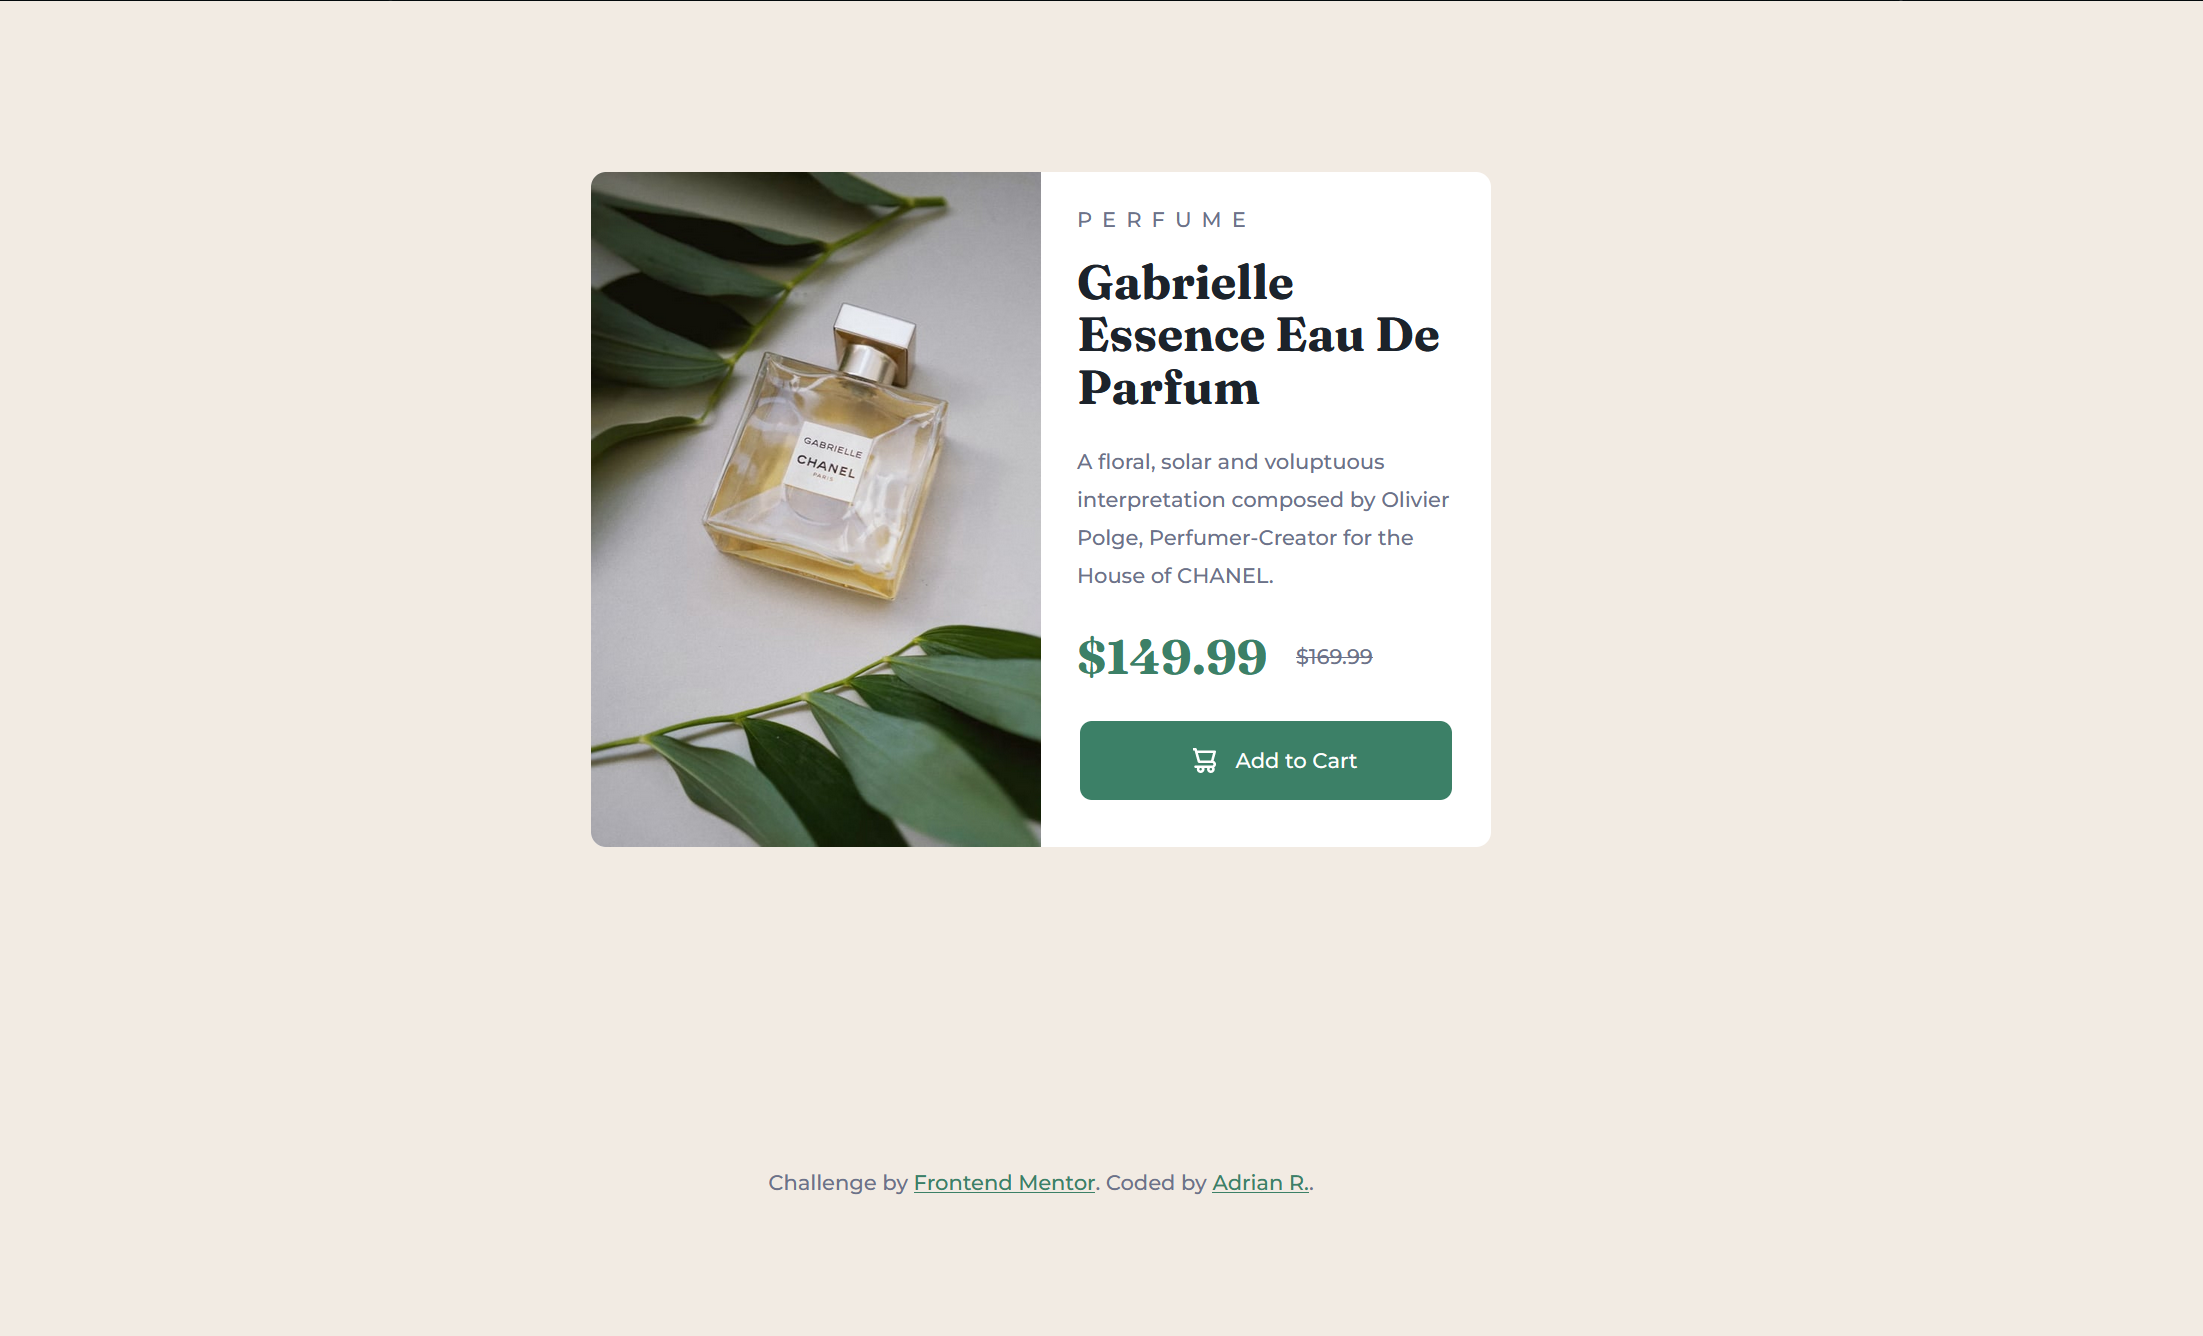 PERFUME
Gabrielle
Essence Eau De
Parfum
A floral, solar and voluptuous
interpretation composed by Olivier
Polge, Perfumer-Creator for the
House of CHANEL.
$149.99 $169.99
Add to Cart
GABRIELLE
CHANEL
PARIS
Challenge by Frontend Mentor. Coded by Adrian R..